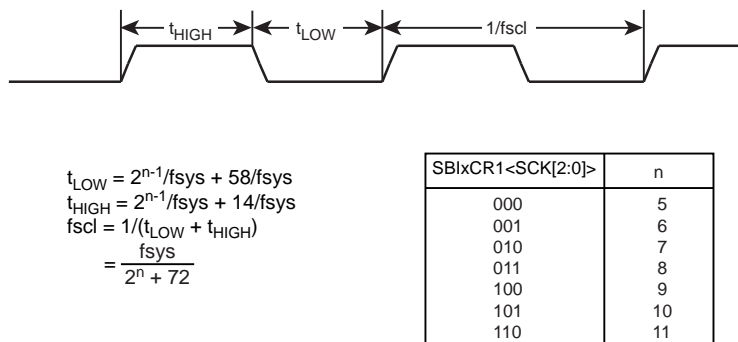 tHIGH tLOW 1/fscl
tLOW = 2n-1/fsys + 58/fsys
tHIGH = 2n-1/fsys + 14/fsys
fscl = 1/(tLOW + tHIGH)
= fsys
2n + 72
SBIxCR1<SCK[2:0]> n
000 5
001 6
010 7
011 8
100 9
101 10
110 11